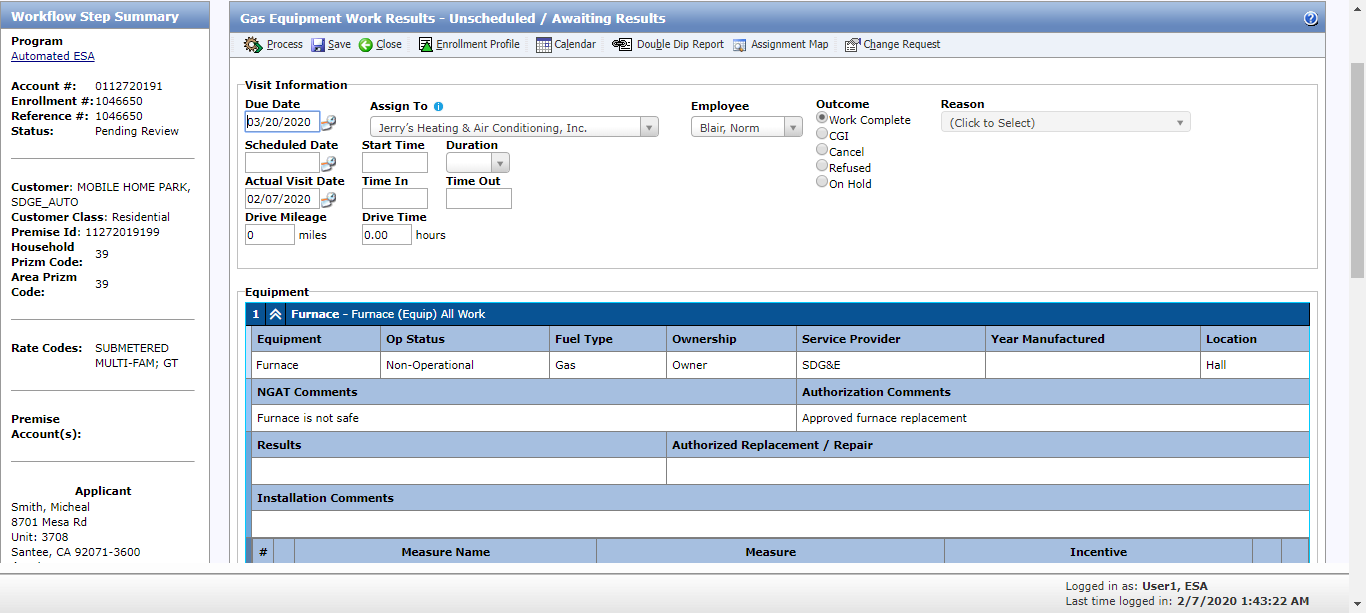 Workflow Step Summary
Program
Automated ESA
Account #: 0112720191
Enrollment #: 1046650
Reference #: 1046650
Status: Pending Review
Customer: MOBILE HOME PARK,
SDGE_AUTO
Customer Class: Residential
Premise Id: 11272019199
Household
Prizm Code: 39
Area Prizm
Code: 39
Rate Codes: SUBMETERED
MULTI-FAM; GT
Premise
Account(s):
Applicant
Smith, Micheal
8701 Mesa Rd
Unit: 3708
Santee, CA 92071-3600
Gas Equipment Work Results - Unscheduled / Awaiting Results
Process Save Close Enrollment Profile Calendar Double Dip Report Assignment Map Change Request
Visit Information
Due Date Assign To Employee Outcome Reason
03/20/2020 Jerry's Heating & Air Conditioning, Inc. Blair, Norm Work Complete (Click to Select)
CGI
Cancel
Refused
On Hold
Scheduled Date Start Time Duration
Actual Visit Date Time In Time Out
02/07/2020
Drive Mileage Drive Time
0 miles 0.00 hours
Equipment
1 Furnace - Furnace (Equip) All Work
Equipment Op Status Fuel Type Ownership Service Provider Year Manufactured Location
Furnace Non-Operational Gas Owner SDG&E Hall
NGAT Comments Authorization Comments
Furnace is not safe Approved furnace replacement
Results Authorized Replacement / Repair
Installation Comments
# Measure Name Measure Incentive
Logged in as: User1, ESA
Last time logged in: 2/7/2020 1:43:22 AM